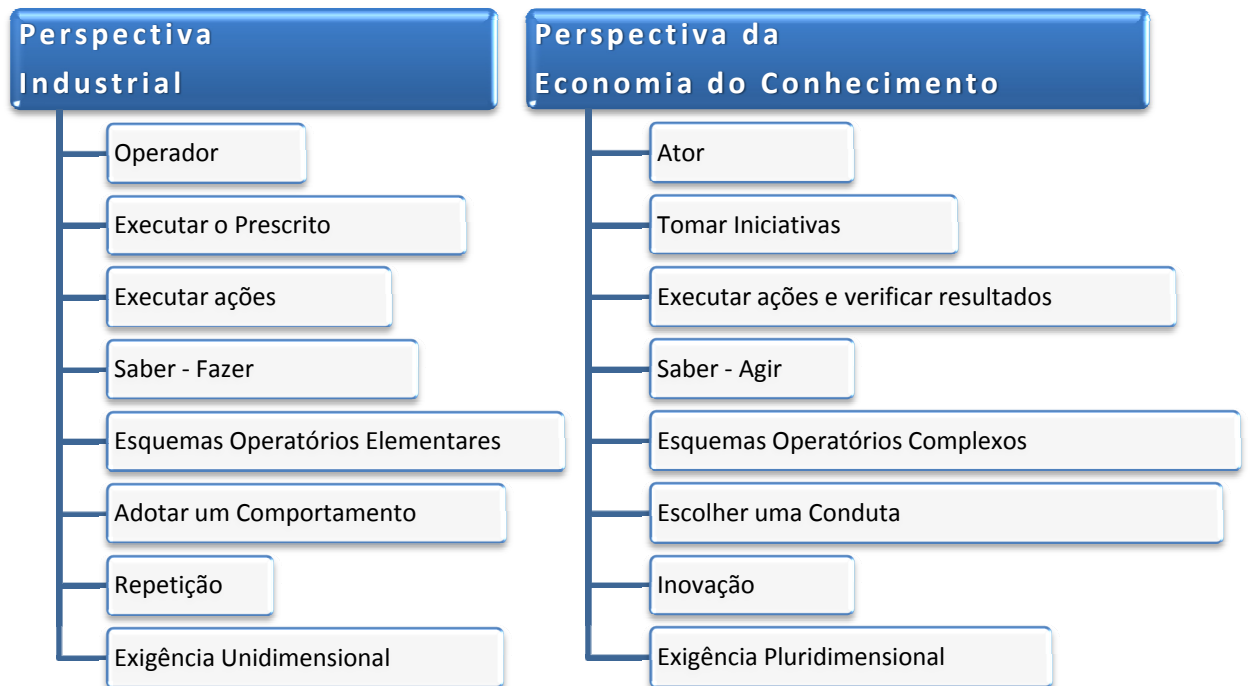 Perspectiva
Industrial
Operador
Executar o Prescrito
Executar ações
Saber - Fazer
Esquemas Operatórios Elementares
Adotar um Comportamento
Repetição
Exigência Unidimensional
Perspectiva da
Economia do Conhecimento
Ator
Tomar Iniciativas
Executar ações e verificar resultados
Saber - Agir
Esquemas Operatórios Complexos
Escolher uma Conduta
Inovação
Exigência Pluridimensional